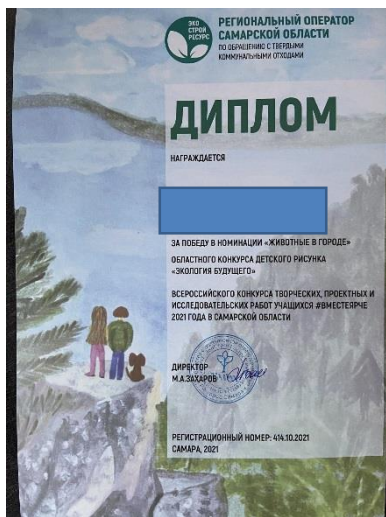 ЭКО
СТРОЙ
РЕСУРС
РЕГИОНАЛЬНЫЙ ОПЕРАТОР
САМАРСКОЙ ОБЛАСТИ
ПО ОБРАЩЕНИЮ С ТВЕРДЫМИ
КОММУНАЛЬНЫМИ ОТХОДАМИ
ДИПЛОМ
НАГРАЖДАЕТСЯ
ЗА ПОБЕДУ В НОМИНАЦИИ «ЖИВОТНЫЕ В ГОРОДЕ»
ОБЛАСТНОГО КОНКУРСА ДЕТСКОГО РИСУНКА
«ЭКОЛОГИЯ БУДУЩЕГО»
ВСЕРОССИЙСКОГО КОНКУРСА ТВОРЧЕСКИХ, ПРОЕКТНЫХ И
ИССЛЕДОВАТЕЛЬСКИХ РАБОТ УЧАЩИХСЯ #ВМЕСТЕЯРЧЕ
2021 ГОДА В САМАРСКОЙ ОБЛАСТИ
ДИРЕКТОР
М.А.ЗАХАРОВ
РЕГИСТРАЦИОННЫЙ НОМЕР: 414.10.2021
САМАРА, 2021